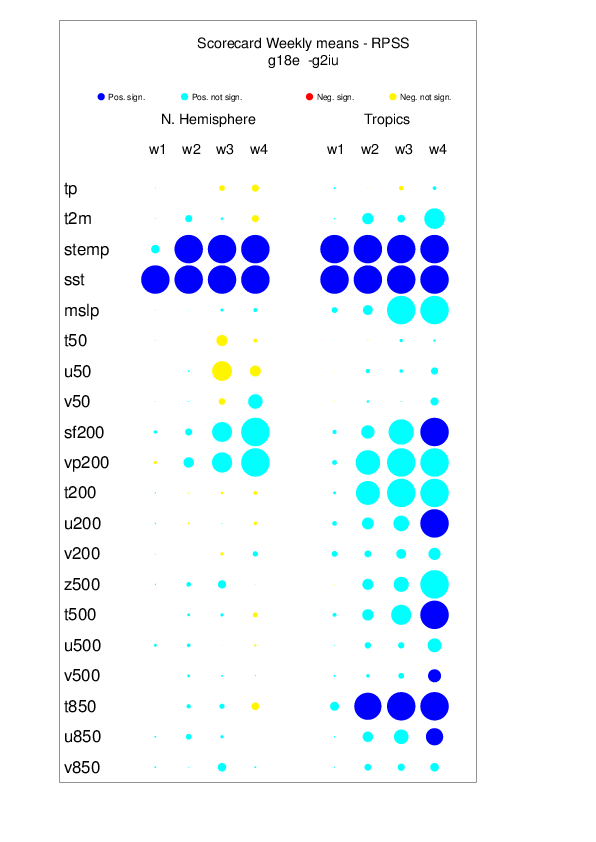 Scorecard Weekly means - RPSS
g18e -g2iu
Pos. sign. Pos. not sign. Neg. sign. Neg. not sign.
N. Hemisphere Tropics
w1 w2 w3 w4 w1 w2 w3 w4
tp
t2m
stemp
sst
mslp
t50
u50
v50
sf200
vp200
t200
u200
v200
z500
t500
u500
v500
t850
u850
v850